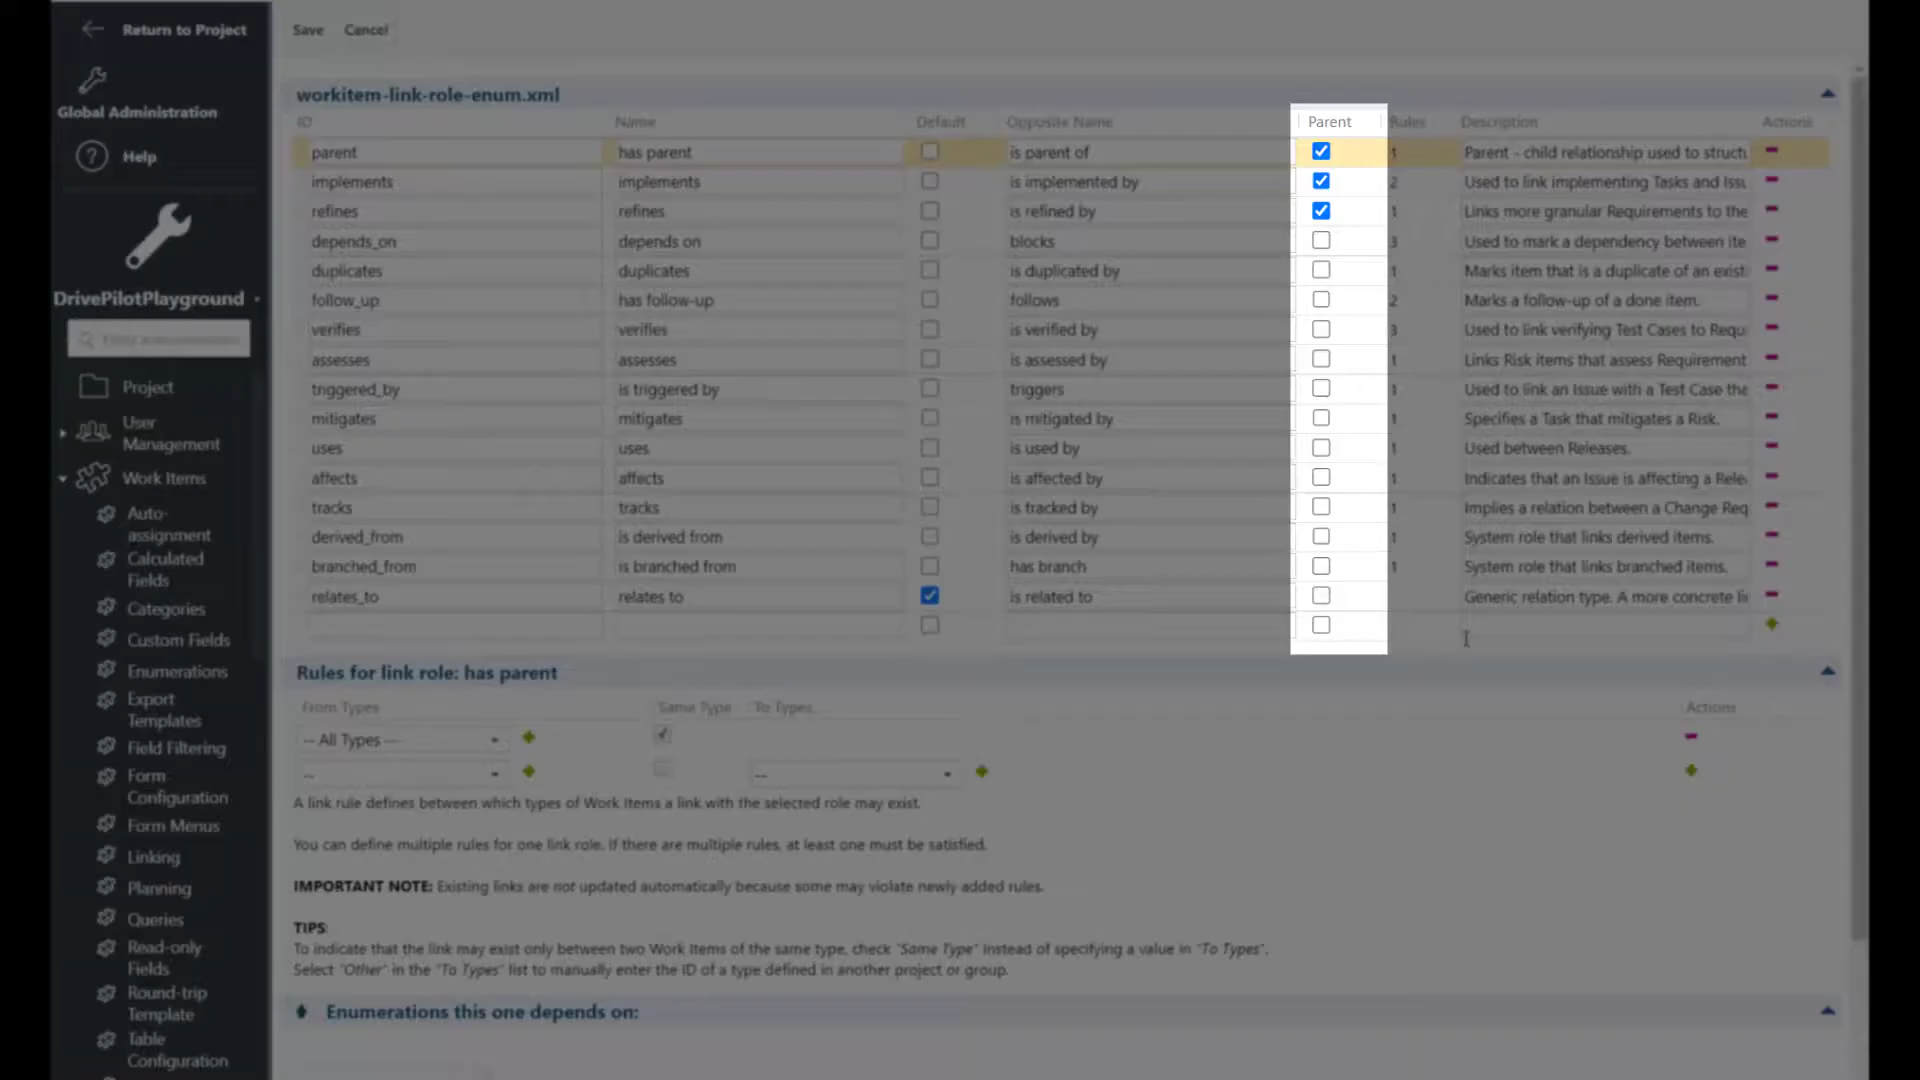 Return to Project
Global Administration
Help
DrivePilotPlayground
Project
User
Management
Work Items
Auto-
assignment
Calculated
Fields
Categories
Custom Fields
Enumerations
Export
Templates
Field Filtering
Form
Configuration
Form Menus
Linking
Planning
Queries
Read-only
Fields
Round-trip
Template
Table
Configuration
Save Cancel
workitem-link-role-enum.xml
ID Name Default Opposite Name Parent Rules Description Actions
parent has parent is parent of 1 Parent - child relationship used to structu
implements implements is implemented by 2 Used to link implementing Tasks and Issu
refines refines is refined by 1 Links more granular Requirements to the
depends_on depends on blocks 3 Used to mark a dependency between ite
duplicates duplicates is duplicated by 1 Marks item that is a duplicate of an exist
follow_up has follow-up follows 2 Marks a follow-up of a done item.
verifies verifies is verified by 3 Used to link verifying Test Cases to Requ
assesses assesses is assessed by 1 Links Risk items that assess Requirement
triggered_by is triggered by triggers 1 Used to link an Issue with a Test Case tha
mitigates mitigates is mitigated by 1 Specifies a Task that mitigates a Risk.
uses uses is used by 1 Used between Releases.
affects affects is affected by 1 Indicates that an Issue is affecting a Rele
tracks tracks is tracked by 1 Implies a relation between a Change Req
derived_from is derived from is derived by 1 System role that links derived items.
branched_from is branched from has branch 1 System role that links branched items.
relates_to relates to is related to Generic relation type. A more concrete li
Rules for link role: has parent
From Types Same Type To Types Actions
-- All Types --
-- --
A link rule defines between which types of Work Items a link with the selected role may exist.
You can define multiple rules for one link role. If there are multiple rules, at least one must be satisfied.
IMPORTANT NOTE: Existing links are not updated automatically because some may violate newly added rules.
TIPS:
To indicate that the link may exist only between two Work Items of the same type, check "Same Type" instead of specifying a value in "To Types".
Select "Other" in the "To Types" list to manually enter the ID of a type defined in another project or group.
Enumerations this one depends on: